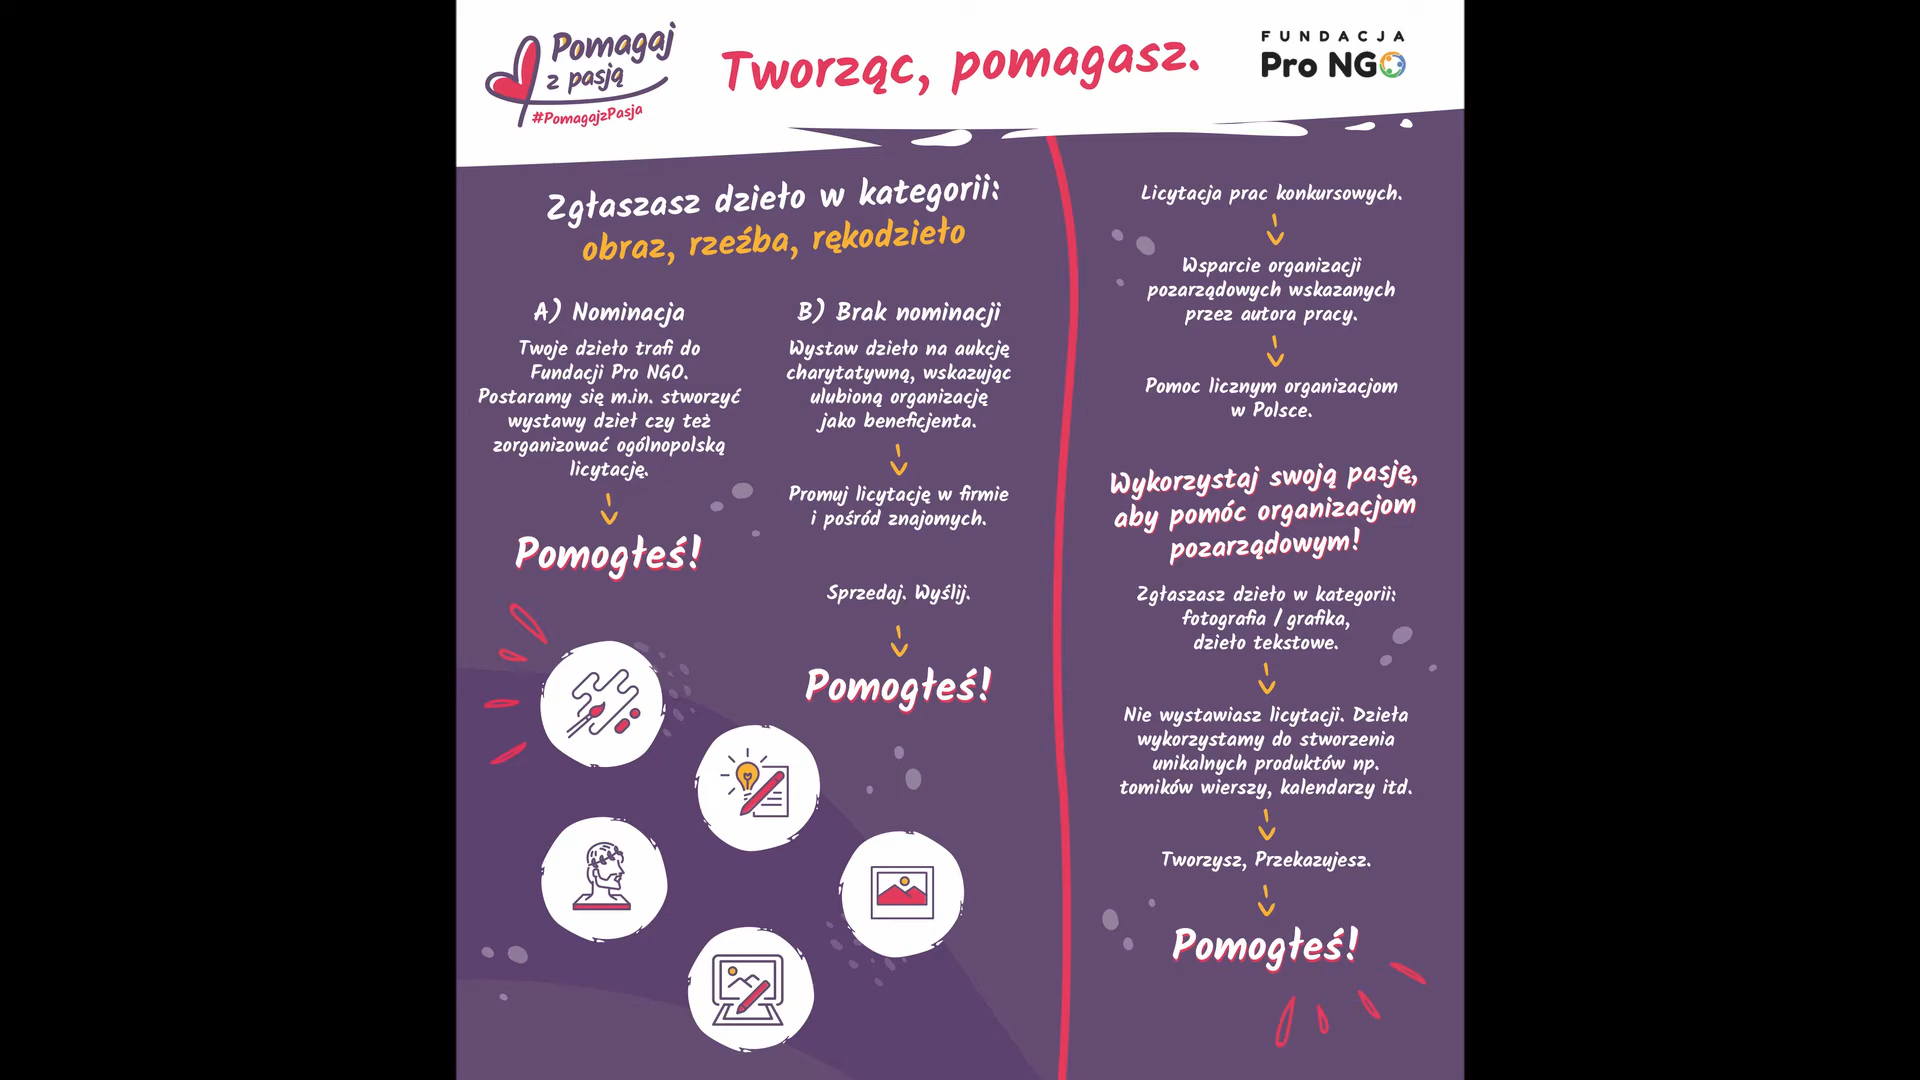 Pomagaj
z pasją
#PomagajzPasja
Tworząc, pomagasz.
FUNDACJA
Pro NGO
Zgłaszasz dzieło w kategorii:
obraz, rzeźba, rękodzieło
A) Nominacja
Twoje dzieło trafi do
Fundacji Pro NGO.
Postaramy się m.in. stworzyć
wystawy dzieł czy też
zorganizować ogólnopolską
licytację.
Pomogłeś!
B) Brak nominacji
Wystaw dzieło na aukcję
charytatywną, wskazując
ulubioną organizację
jako beneficjenta.
Promuj licytację w firmie
i pośród znajomych.
Sprzedaj. Wyślij.
Pomogłeś!
Licytacja prac konkursowych.
Wsparcie organizacji
pozarządowych wskazanych
przez autora pracy.
Pomoc licznym organizacjom
w Polsce.
Wykorzystaj swoją pasję,
aby pomóc organizacjom
pozarządowym!
Zgłaszasz dzieło w kategorii:
fotografia / grafika,
dzieło tekstowe.
Nie wystawiasz licytacji. Dzieła
wykorzystamy do stworzenia
unikalnych produktów np.
tomików wierszy, kalendarzy itd.
Tworzysz, Przekazujesz.
Pomogłeś!